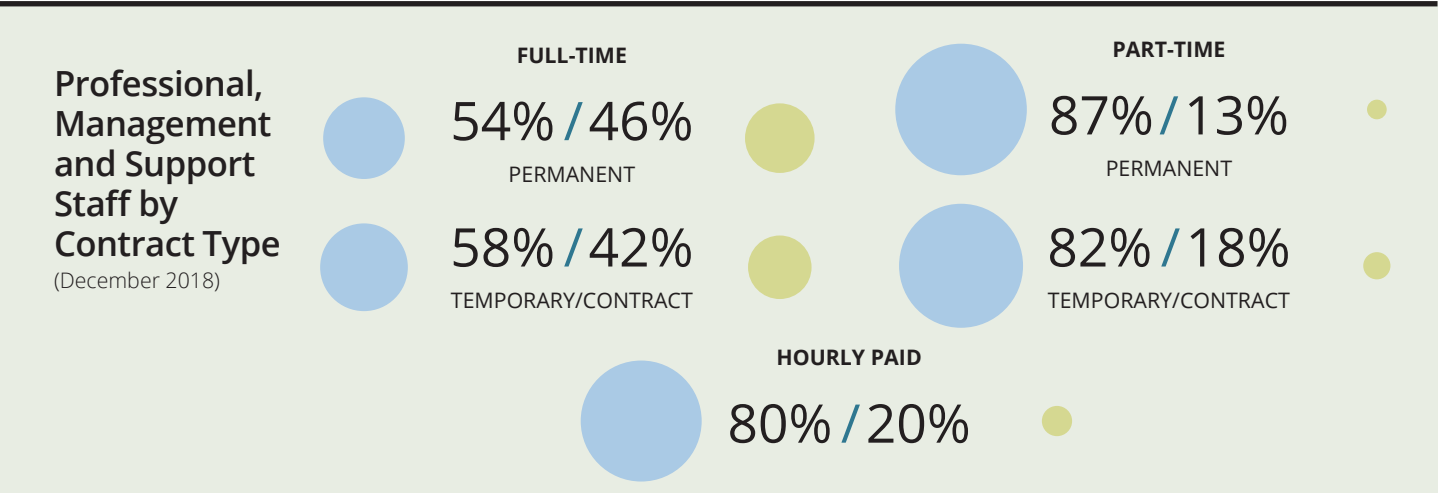 Professional,
Management
and Support
Staff by
Contract Type
(December 2018)
FULL-TIME
54% / 46%
PERMANENT
58% / 42%
TEMPORARY/CONTRACT
PART-TIME
87% / 13%
PERMANENT
82% / 18%
TEMPORARY/CONTRACT
HOURLY PAID
80% / 20%